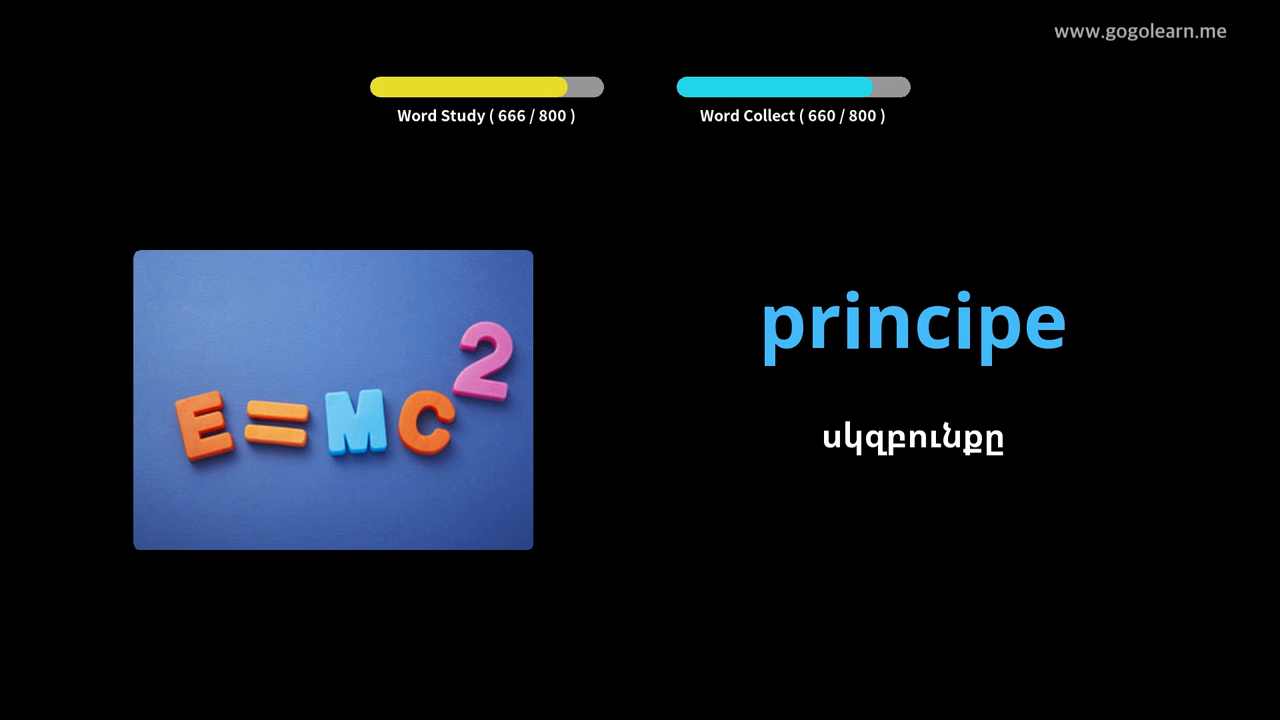 www.gogolearn.me
Word Study ( 666 / 800 )
Word Collect ( 660 / 800 )
E=MC²
principe
սկզբունքը